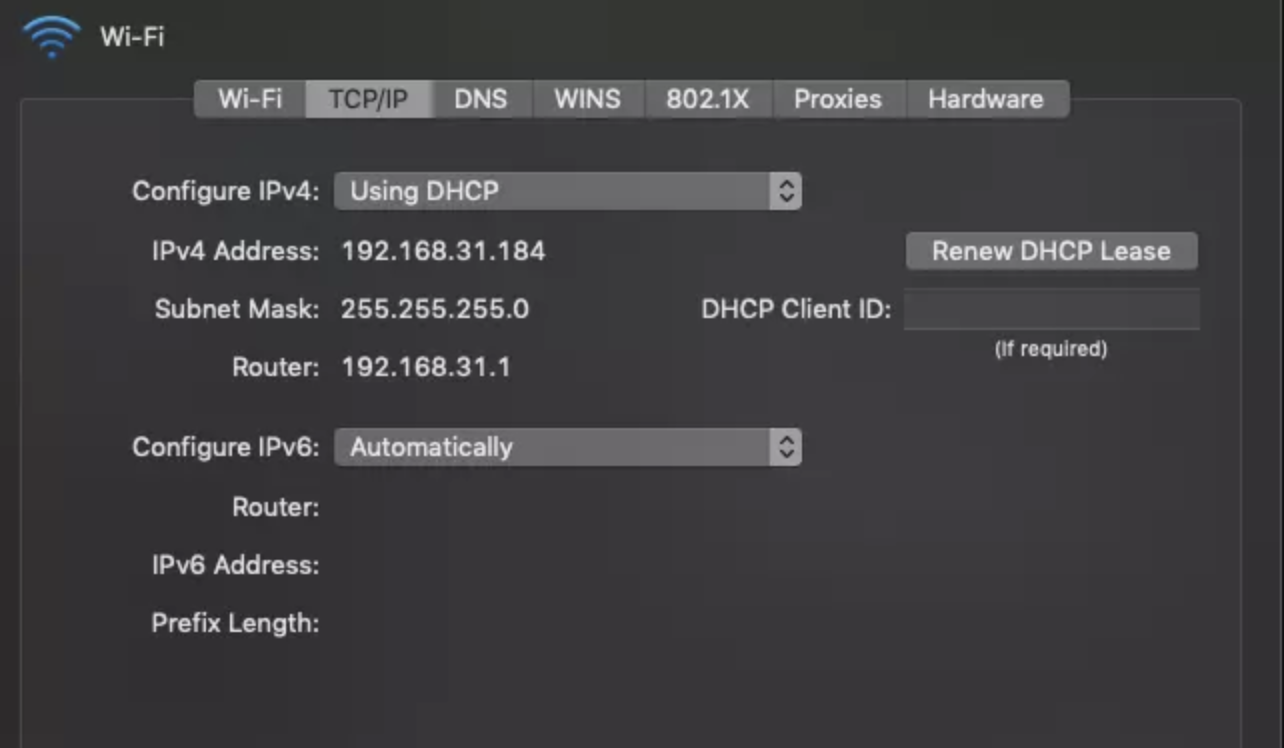 Wi-Fi
Wi-Fi TCP/IP DNS WINS 802.1X Proxies Hardware
Configure IPv4: Using DHCP
IPv4 Address: 192.168.31.184 Renew DHCP Lease
Subnet Mask: 255.255.255.0 DHCP Client ID:
(If required)
Router: 192.168.31.1
Configure IPv6: Automatically
Router:
IPv6 Address:
Prefix Length: